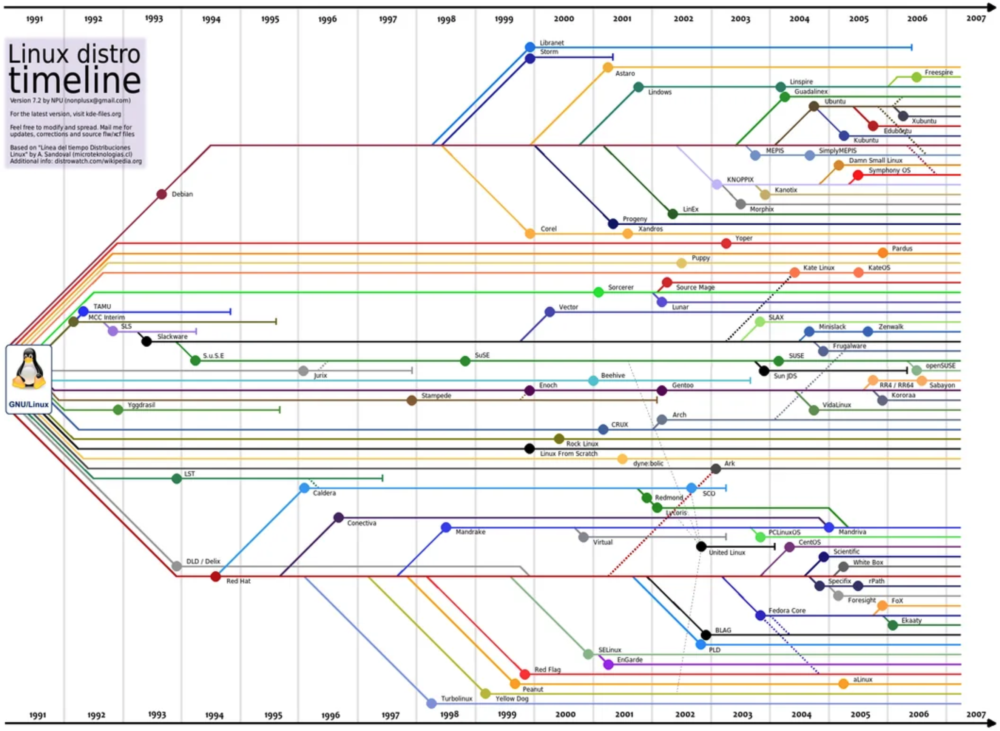 1991 1992 1993 1994 1995 1996 1997 1998 1999 2000 2001 2002 2003 2004 2005 2006 2007
Linux distro
timeline
Version 7.2 by NPU (nonplusx@gmail.com)
For the latest version, visit kde-files.org
Feel free to modify and spread. Mail me for
updates, corrections and source flw/xcf files
Based on "Línea del tiempo Distribuciones
Linux" by A. Sandoval (microteknologias.cl)
Additional info: distrowatch.com/wikipedia.org
Libranet
Storm
Astaro
Freespire
Linspire
Lindows
Guadalinex
Ubuntu
Xubuntu
Edubuntu
Kubuntu
MEPIS
SimplyMEPIS
Damn Small Linux
Symphony OS
KNOPPIX
Kanotix
Debian
Morphix
LinEx
Progeny
Corel
Xandros
Yoper
Pardus
Puppy
Kate Linux
KateOS
Sorcerer
Source Mage
TAMU
Vector
Lunar
MCC Interim
SLAX
SLS
Minislack
Zenwalk
Slackware
Frugalware
S.u.S.E
SuSE
SUSE
openSUSE
Jurix
Beehive
Sun JDS
Enoch
Gentoo
RR4 / RR64
Sabayon
Stampede
Kororaa
GNU/Linux
Yggdrasil
VidaLinux
Arch
CRUX
Rock Linux
Linux From Scratch
dyne:bolic
Ark
LST
Caldera
SCO
Redmond
Lycoris
Conectiva
Mandrake
PCLinuxOS
Mandriva
Virtual
CentOS
United Linux
Scientific
DLD / Delix
White Box
Red Hat
Specifix
rPath
Foresight
FoX
Fedora Core
Ekaaty
BLAG
PLD
SELinux
EnGarde
Red Flag
aLinux
Peanut
Turbolinux
Yellow Dog
1991 1992 1993 1994 1995 1996 1997 1998 1999 2000 2001 2002 2003 2004 2005 2006 2007